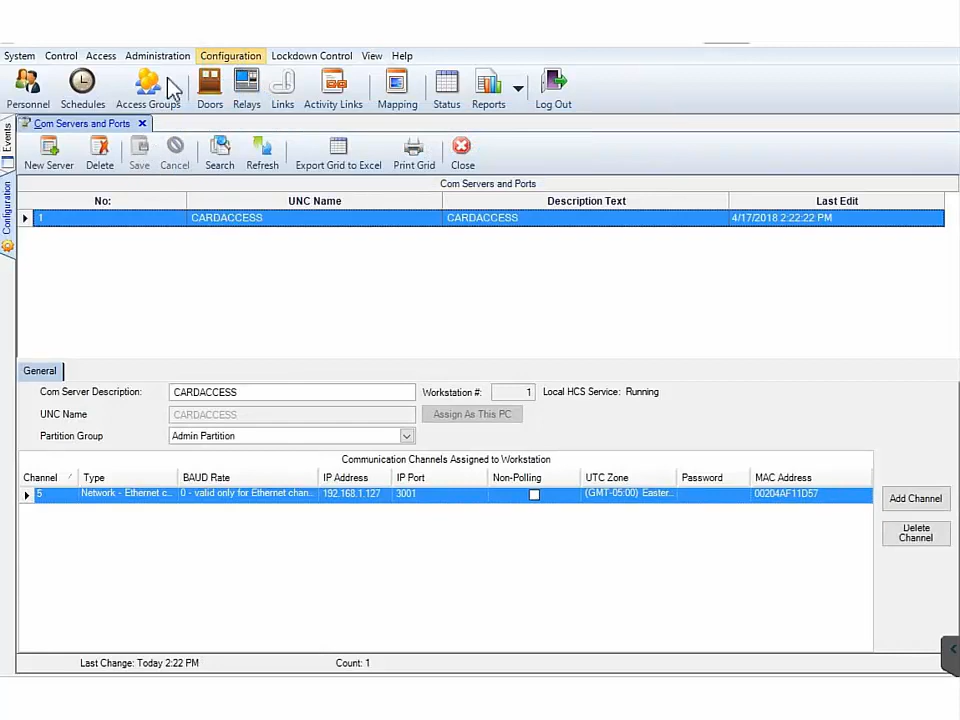 System Control Access Administration Configuration Lockdown Control View Help
Personnel Schedules Access Groups Doors Relays Links Activity Links Mapping Status Reports Log Out
Com Servers and Ports
Events
Configuration
New Server Delete Save Cancel Search Refresh Export Grid to Excel Print Grid Close
Com Servers and Ports
No: UNC Name Description Text Last Edit
1 CARDACCESS CARDACCESS 4/17/2018 2:22:22 PM
General
Com Server Description: CARDACCESS Workstation #: 1 Local HCS Service: Running
UNC Name CARDACCESS Assign As This PC
Partition Group Admin Partition
Communication Channels Assigned to Workstation
Channel Type BAUD Rate IP Address IP Port Non-Polling UTC Zone Password MAC Address
5 Network - Ethernet c... 0 - valid only for Ethernet chan... 192.168.1.127 3001 (GMT-05:00) Easter... 00204AF11D57
Add Channel
Delete
Channel
Last Change: Today 2:22 PM Count: 1